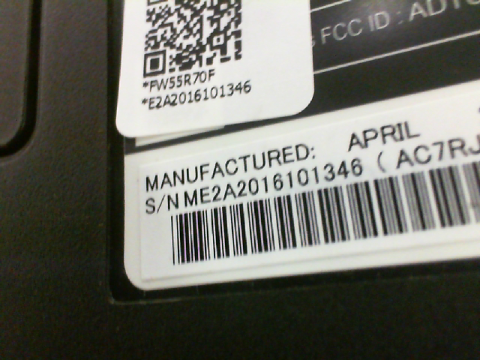 FCC ID : ADT
*FW55R70F
*E2A2016101346
MANUFACTURED: APRIL
S/N ME2A2016101346 ( AC7RJ